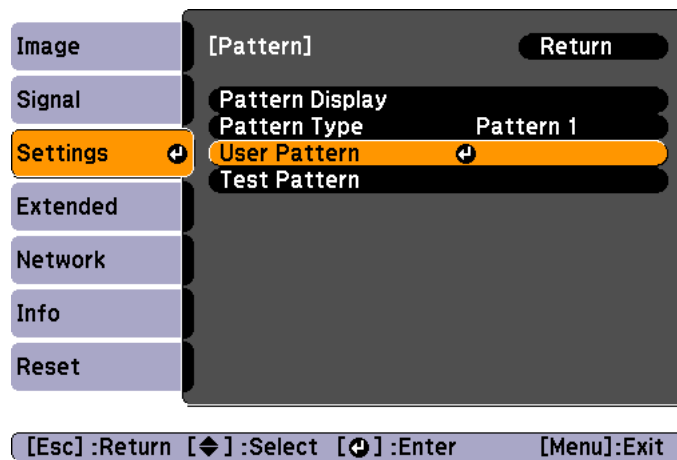 Image
Signal
Settings
Extended
Network
Info
Reset
[Pattern] Return
Pattern Display
Pattern Type Pattern 1
User Pattern
Test Pattern
[Esc] :Return [◆] :Select [⏎] :Enter [Menu]:Exit